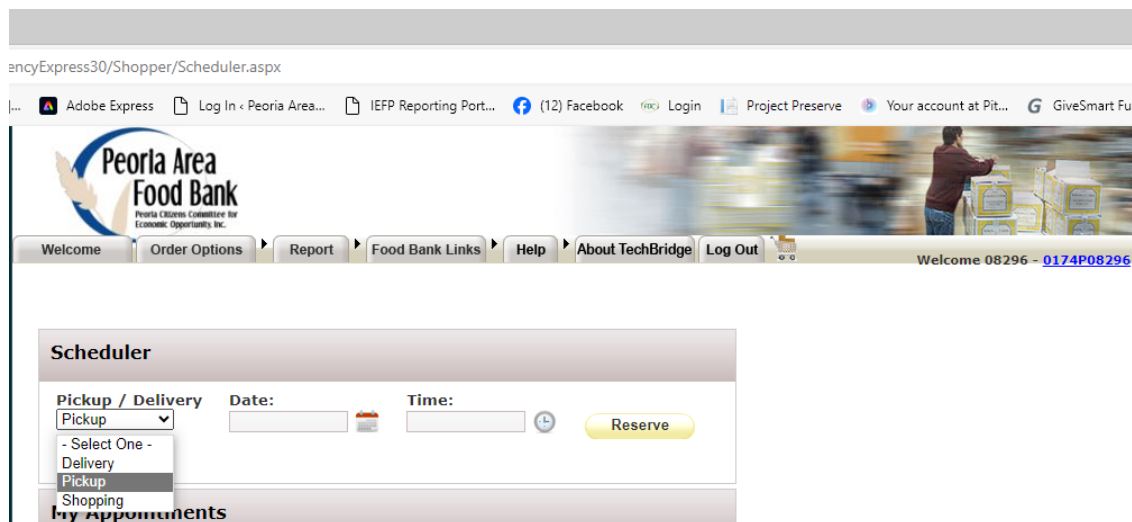 encyExpress30/Shopper/Scheduler.aspx
... Adobe Express Log In ‹ Peoria Area... IEFP Reporting Port... (12) Facebook Login Project Preserve Your account at Pit... G GiveSmart Fu
Peoria Area
Food Bank
Peoria Citizens Committee for
Economic Opportunity, Inc.
Welcome Order Options Report Food Bank Links Help About TechBridge Log Out
Welcome 08296 - 0174P08296
Scheduler
Pickup / Delivery Date: Time:
Pickup Reserve
- Select One -
Delivery
Pickup
Shopping
My Appointments